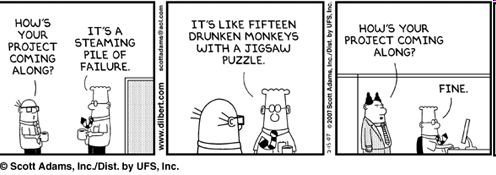 HOW'S
YOUR
PROJECT
COMING
ALONG?
IT'S A
STEAMING
PILE OF
FAILURE.
www.dilbert.com
scottadams@aol.com
IT'S LIKE FIFTEEN
DRUNKEN MONKEYS
WITH A JIGSAW
PUZZLE.
2-15-07 © 2007 Scott Adams, Inc./Dist. by UFS, Inc.
HOW'S YOUR
PROJECT COMING
ALONG?
FINE.
© Scott Adams, Inc./Dist. by UFS, Inc.